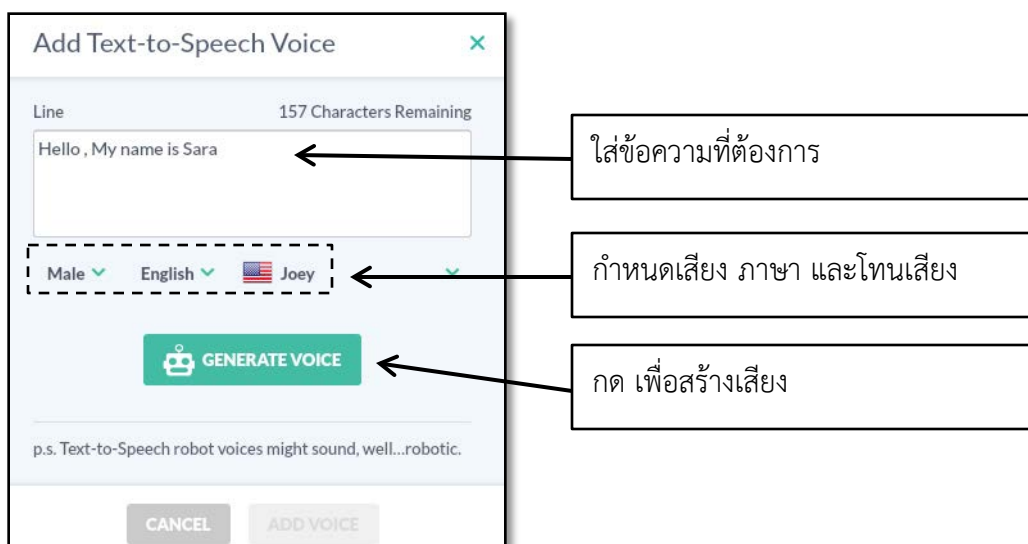 Add Text-to-Speech Voice
Line 157 Characters Remaining
Hello , My name is Sara
ใส่ข้อความที่ต้องการ
Male English Joey
กำหนดเสียง ภาษา และโทนเสียง
GENERATE VOICE
กด เพื่อสร้างเสียง
p.s. Text-to-Speech robot voices might sound, well...robotic.
CANCEL ADD VOICE